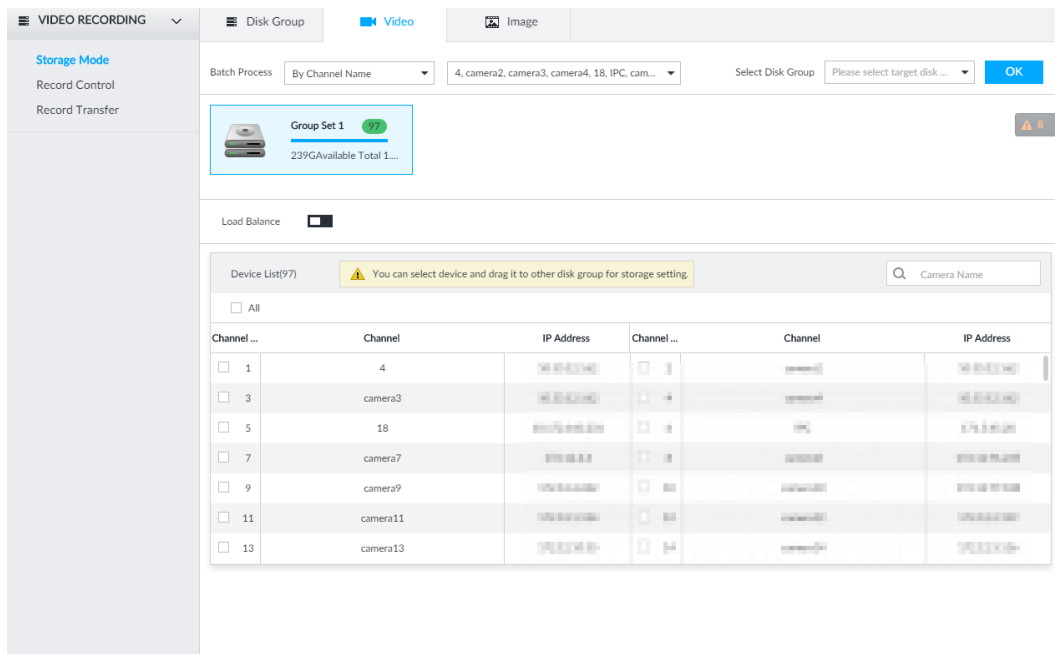 VIDEO RECORDING
Storage Mode
Record Control
Record Transfer
Disk Group Video Image
Batch Process By Channel Name 4, camera2, camera3, camera4, 18, IPC, cam... Select Disk Group Please select target disk ... OK
Group Set 1 97
239GAvailable Total 1....
8
Load Balance
Device List(97) You can select device and drag it to other disk group for storage setting. Camera Name
All
Channel ... Channel IP Address Channel ... Channel IP Address
1 4
3 camera3
5 18
7 camera7
9 camera9
11 camera11
13 camera13